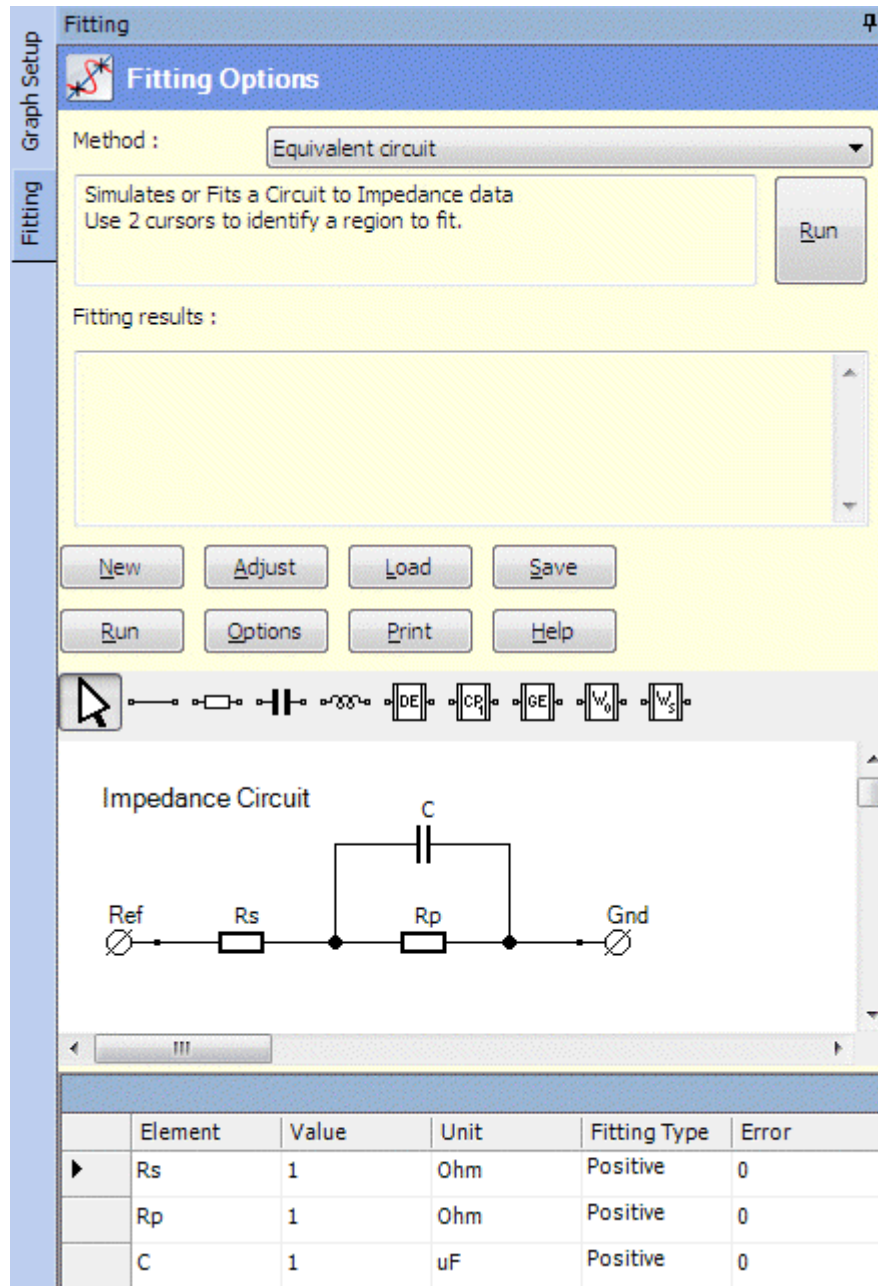 Graph Setup
Fitting
Fitting
Fitting Options
Method :
Equivalent circuit
Simulates or Fits a Circuit to Impedance data
Use 2 cursors to identify a region to fit.
Run
Fitting results :
New Adjust Load Save
Run Options Print Help
DE CP1 GE Wo Ws
Impedance Circuit
C
Ref Rs Rp Gnd
Element Value Unit Fitting Type Error
Rs 1 Ohm Positive 0
Rp 1 Ohm Positive 0
C 1 uF Positive 0